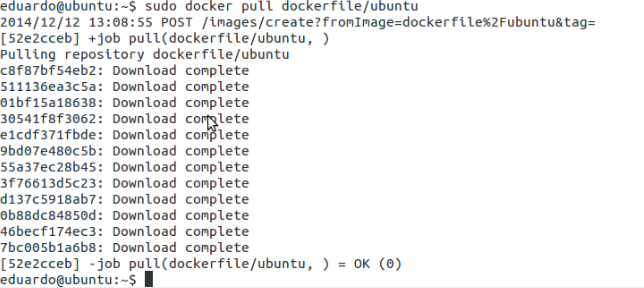 eduardo@ubuntu:~$ sudo docker pull dockerfile/ubuntu
2014/12/12 13:08:55 POST /images/create?fromImage=dockerfile%2Fubuntu&tag=
[52e2cceb] +job pull(dockerfile/ubuntu, )
Pulling repository dockerfile/ubuntu
c8f87bf54eb2: Download complete
511136ea3c5a: Download complete
01bf15a18638: Download complete
30541f8f3062: Download complete
e1cdf371fbde: Download complete
9bd07e480c5b: Download complete
55a37ec28b45: Download complete
3f76613d5c23: Download complete
d137c5918ab7: Download complete
0b88dc84850d: Download complete
46becf174ec3: Download complete
7bc005b1a6b8: Download complete
[52e2cceb] -job pull(dockerfile/ubuntu, ) = OK (0)
eduardo@ubuntu:~$